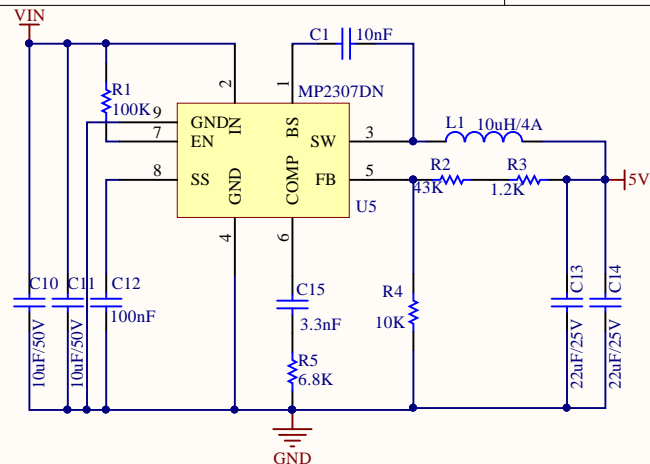 VIN
C1
10nF
2
1
MP2307DN
R1
100K
9
GND
IN
BS
L1
10uH/4A
7
EN
SW
3
8
SS
GND
COMP
FB
5
R2
43K
R3
1.2K
5V
U5
4
6
C10
10uF/50V
C11
10uF/50V
C12
100nF
C15
3.3nF
R4
10K
C13
22uF/25V
C14
22uF/25V
R5
6.8K
GND